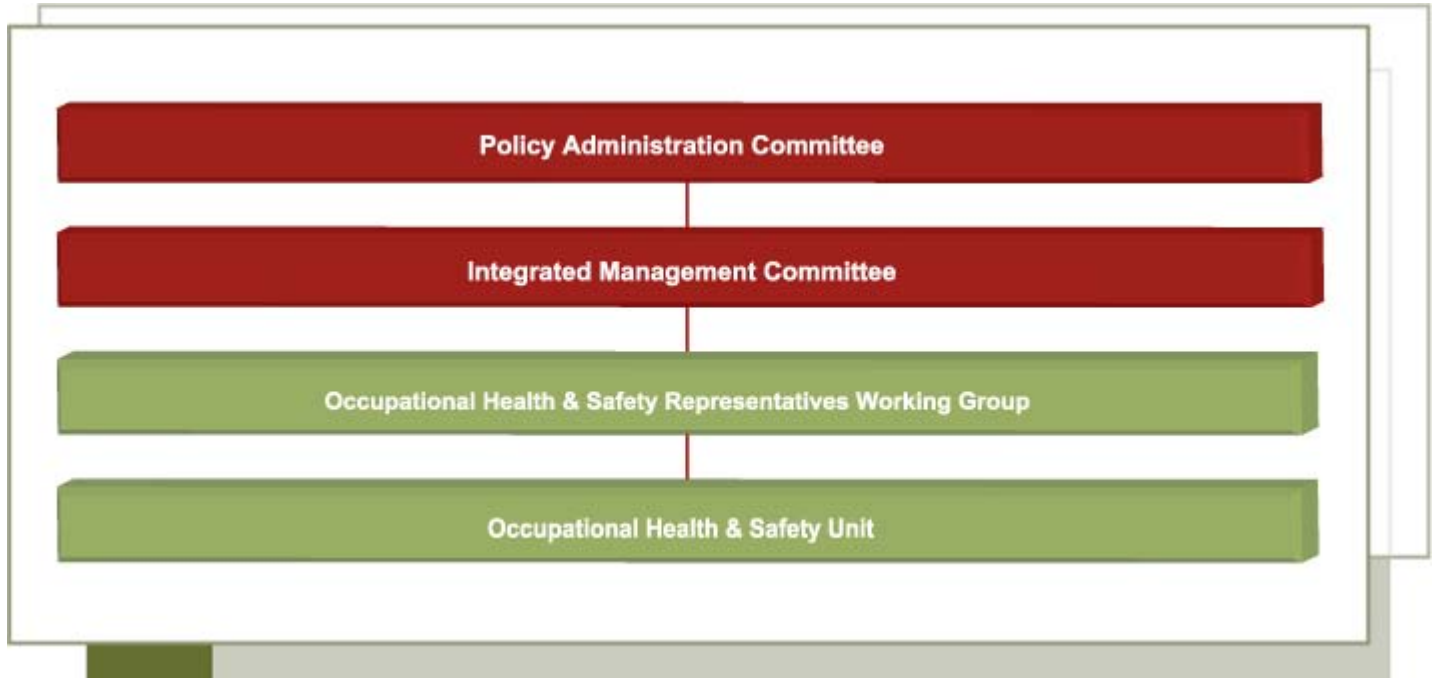 Policy Administration Committee
Integrated Management Committee
Occupational Health & Safety Representatives Working Group
Occupational Health & Safety Unit